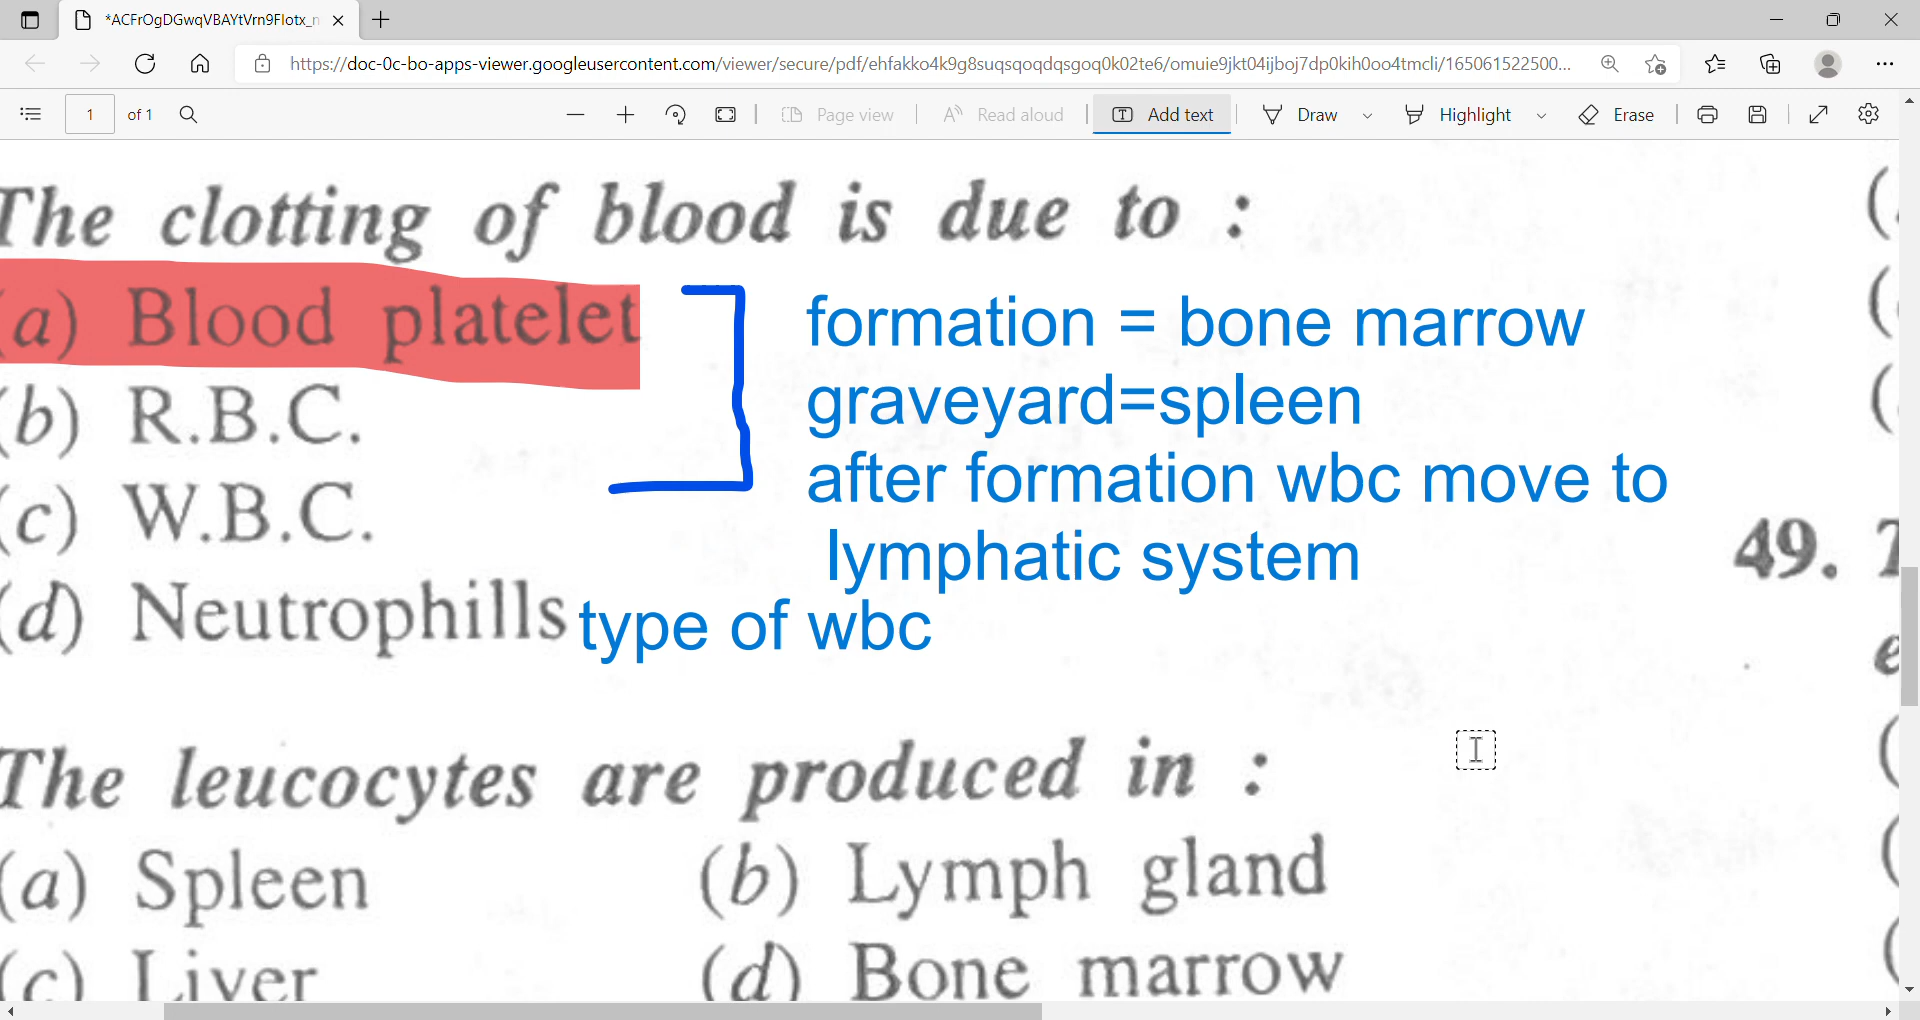 *ACFrOgDGwqVBAYtVrn9Flotx_n
https://doc-0c-bo-apps-viewer.googleusercontent.com/viewer/secure/pdf/ehfakko4k9g8suqsqoqdqsgoq0k02te6/omuie9jkt04ijboj7dp0kih0oo4tmcli/165061522500...
1 of 1 Page view Read aloud Add text Draw Highlight Erase
The clotting of blood is due to :
(a) Blood platelet
formation = bone marrow
(b) R.B.C.
graveyard=spleen
after formation wbc move to
(c) W.B.C.
lymphatic system
49.
(d) Neutrophills type of wbc
The leucocytes are produced in :
(a) Spleen (b) Lymph gland
(c) Liver (d) Bone marrow